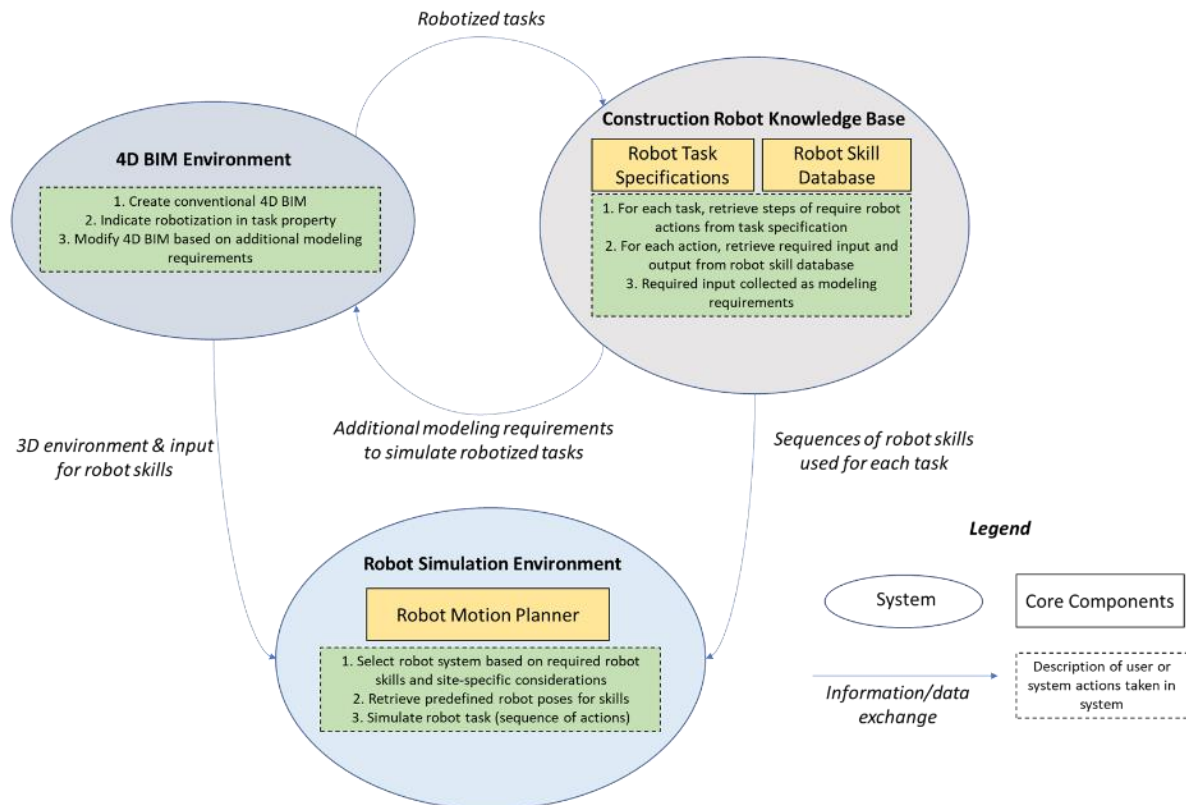 Robotized tasks
4D BIM Environment
1. Create conventional 4D BIM
2. Indicate robotization in task property
3. Modify 4D BIM based on additional modeling
requirements
Construction Robot Knowledge Base
Robot Task
Specifications
Robot Skill
Database
1. For each task, retrieve steps of require robot
actions from task specification
2. For each action, retrieve required input and
output from robot skill database
3. Required input collected as modeling
requirements
3D environment & input
for robot skills
Additional modeling requirements
to simulate robotized tasks
Sequences of robot skills
used for each task
Robot Simulation Environment
Robot Motion Planner
1. Select robot system based on required robot
skills and site-specific considerations
2. Retrieve predefined robot poses for skills
3. Simulate robot task (sequence of actions)
Legend
System
Core Components
Information/data
exchange
Description of user or
system actions taken in
system